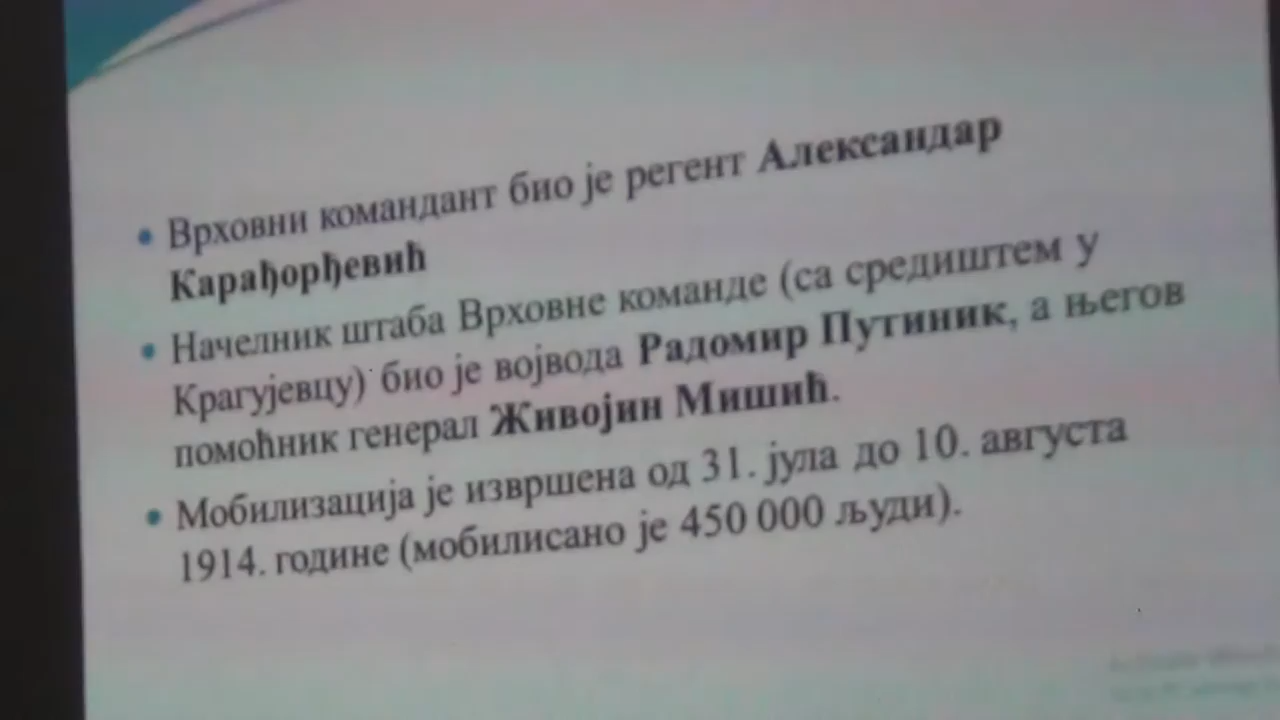 • Врховни командант био је регент Александар
Карађорђевић
• Начелник штаба Врховне команде (са средиштем у
Крагујевцу) био је војвода Радомир Путиник, а његов
помоћник генерал Живојин Мишић.
• Мобилизација је извршена од 31. јула до 10. августа
1914. године (мобилисано је 450 000 људи).